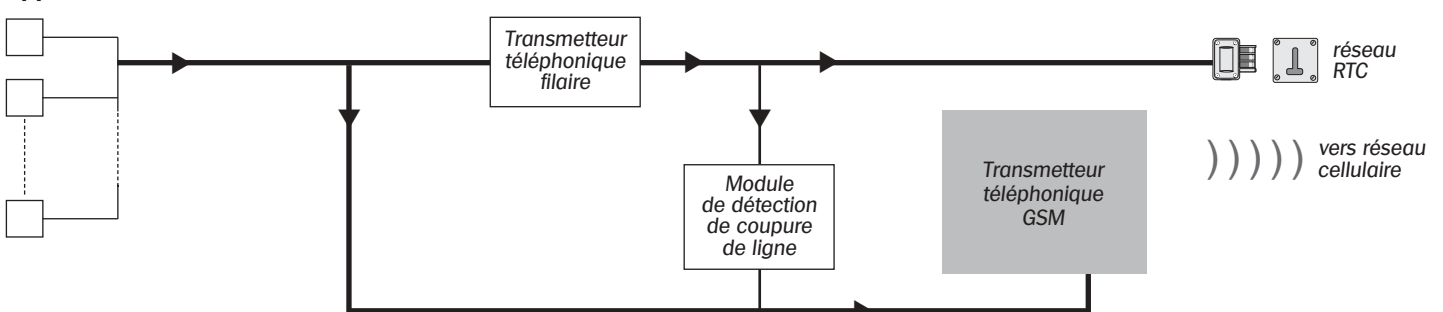 Transmetteur
téléphonique
filaire
réseau
RTC
vers réseau
cellulaire
Transmetteur
téléphonique
GSM
Module
de détection
de coupure
de ligne